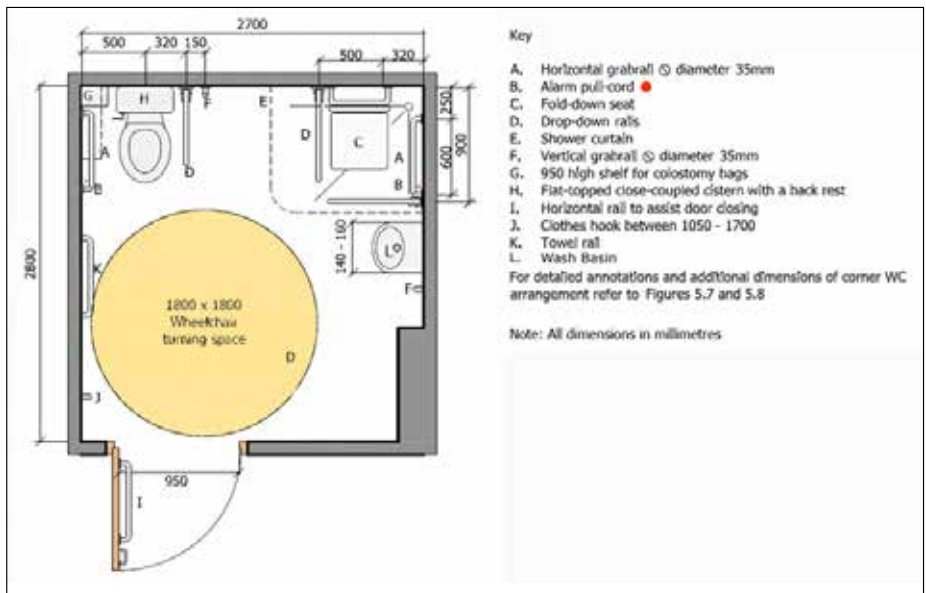 2700
500 320 150
500 320
G
H
F
E
D
C
A
B
250
600
900
A
B
D
2800
K
140 - 160
L
F
1800 x 1800
Wheelchair
turning space
D
J
950
I
Key
A. Horizontal grabrail ⦸ diameter 35mm
B. Alarm pull-cord
C. Fold-down seat
D. Drop-down rails
E. Shower curtain
F. Vertical grabrail ⦸ diameter 35mm
G. 950 high shelf for colostomy bags
H. Flat-topped close-coupled cistern with a back rest
I. Horizontal rail to assist door closing
J. Clothes hook between 1050 - 1700
K. Towel rail
L. Wash Basin
For detailed annotations and additional dimensions of corner WC
arrangement refer to Figures 5.7 and 5.8
Note: All dimensions in millimetres